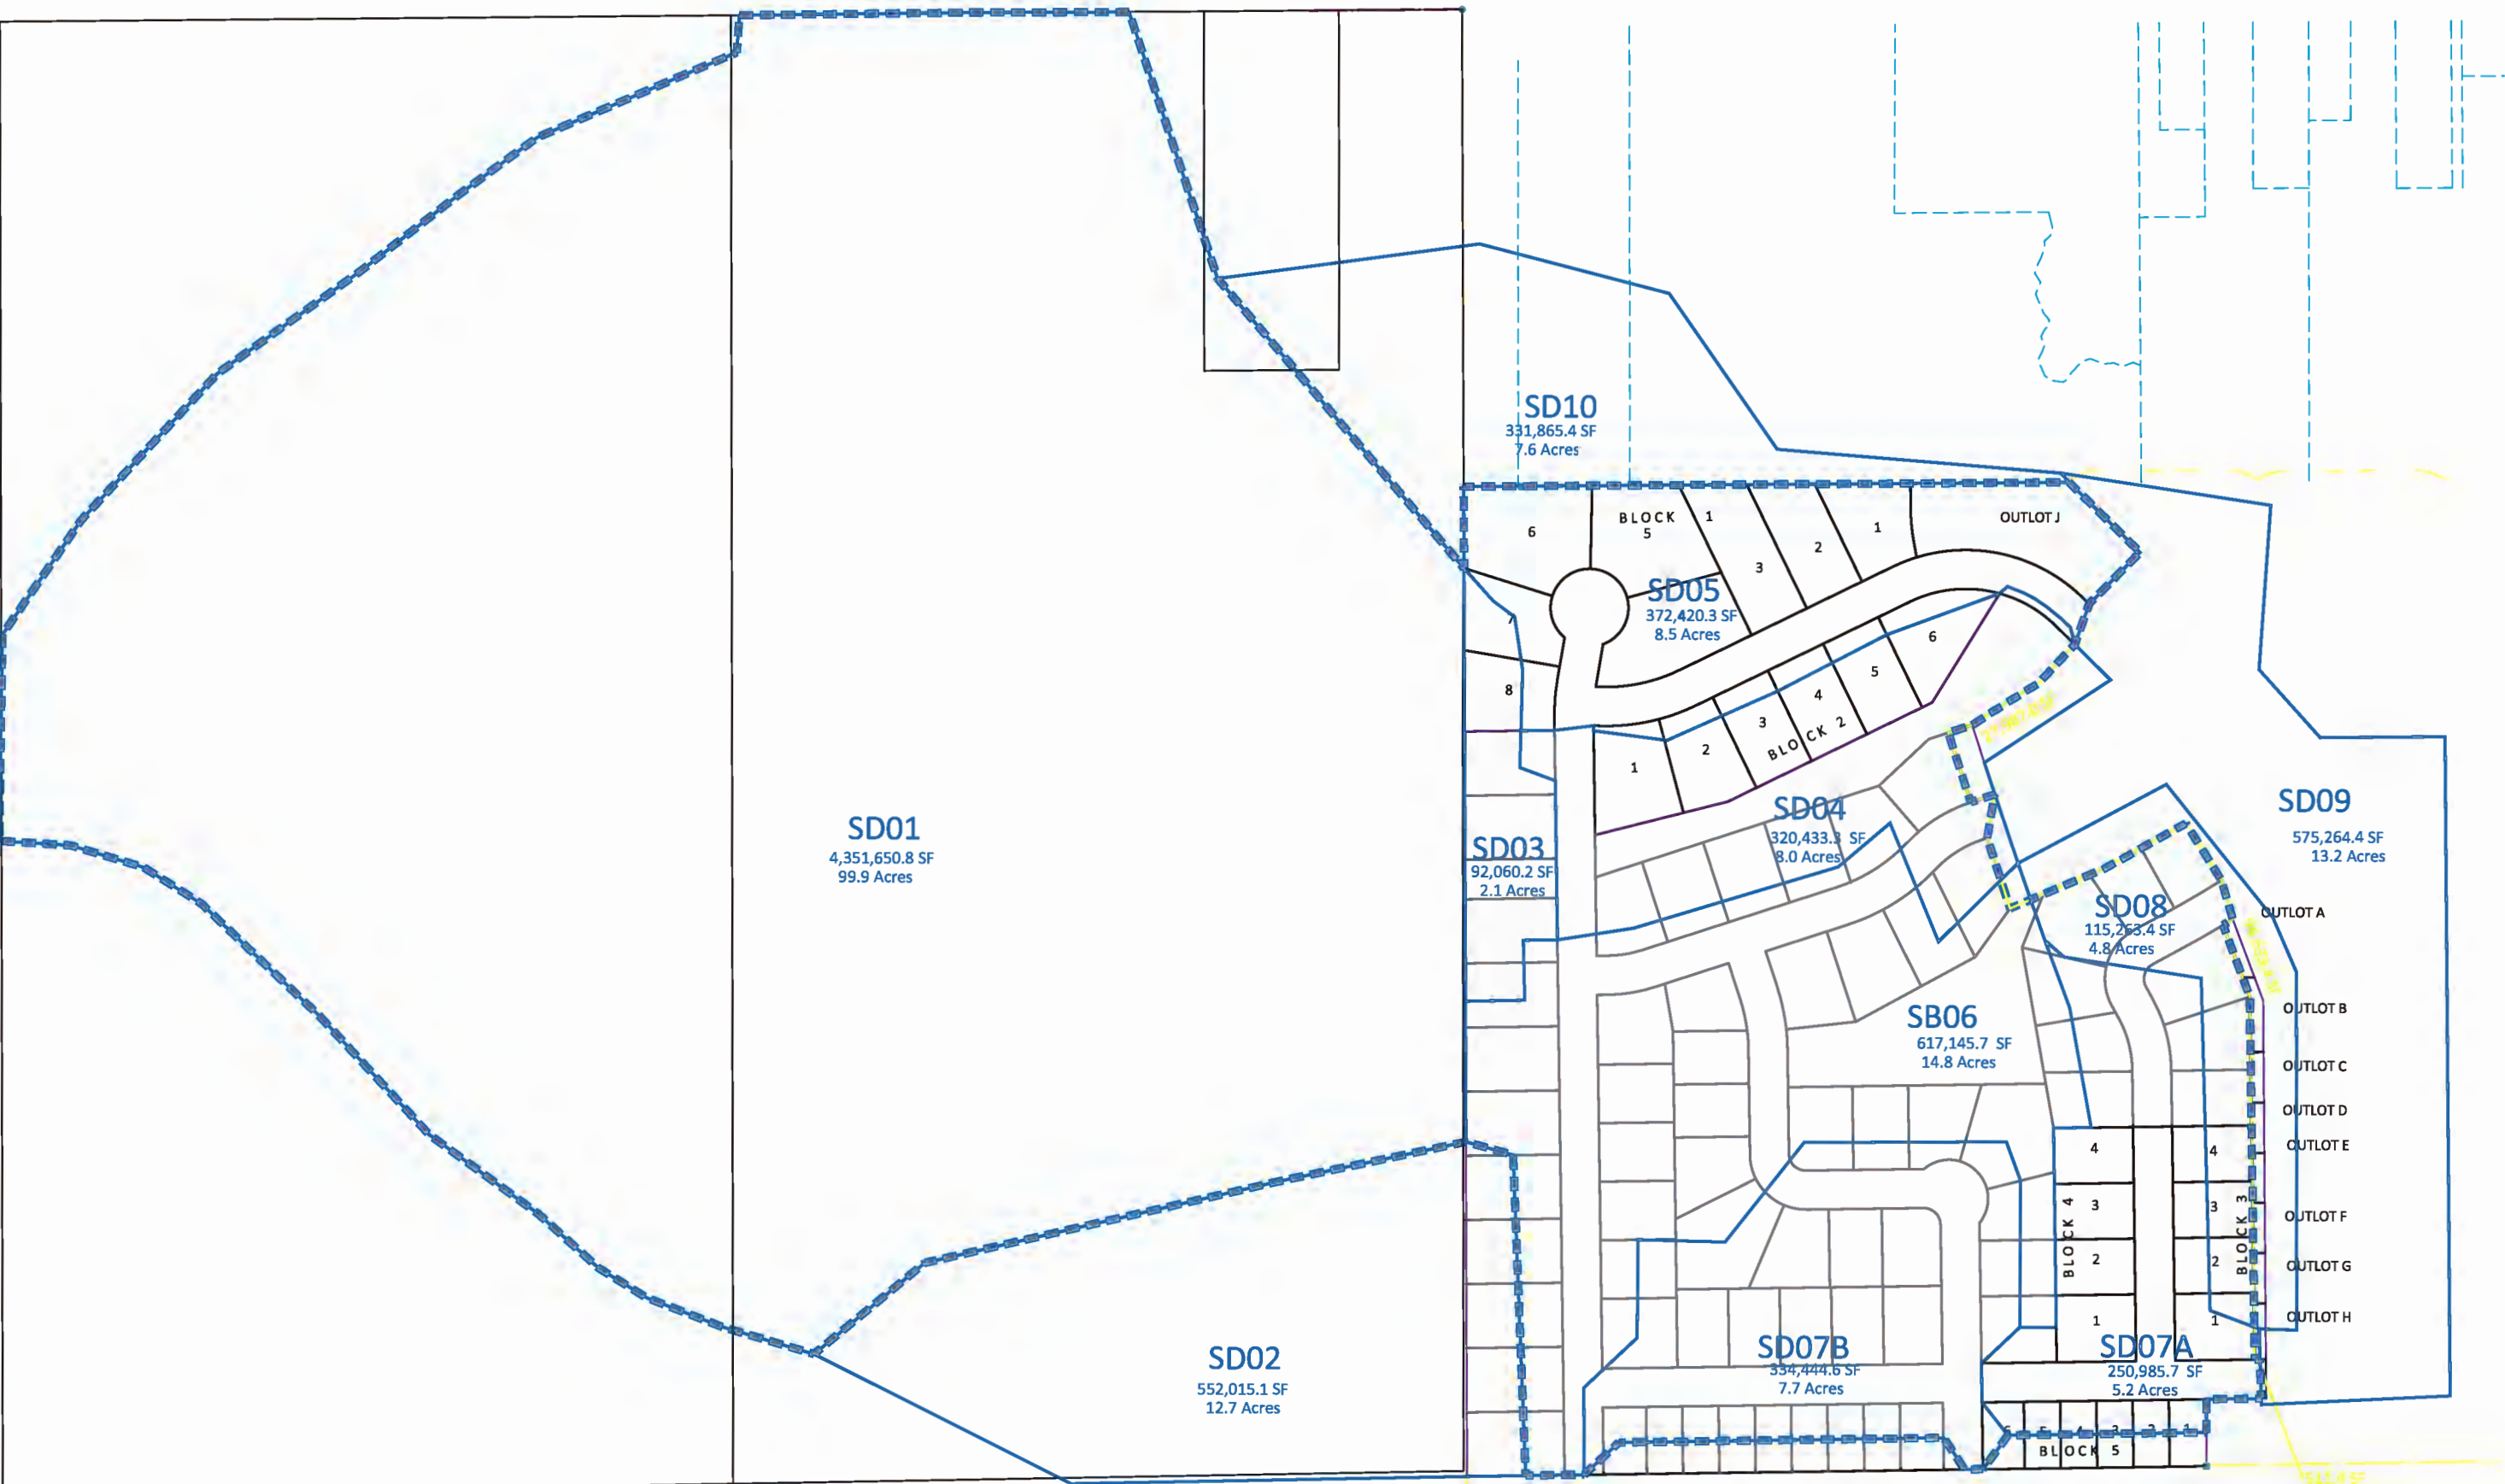 SD10
331,865.4 SF
7.6 Acres
6
BLOCK
5
1
3
2
1
OUTLOT J
SD05
372,420.3 SF
8.5 Acres
7
8
6
5
4
3
2
1
BLOCK 2
SD01
4,351,650.8 SF
99.9 Acres
SD03
92,060.2 SF
2.1 Acres
SD04
320,433.3 SF
8.0 Acres
SD09
575,264.4 SF
13.2 Acres
SD08
115,263.4 SF
4.8 Acres
OUTLOT A
OUTLOT B
SB06
617,145.7 SF
14.8 Acres
OUTLOT C
OUTLOT D
OUTLOT E
4
4
BLOCK 4
3
3
BLOCK 3
OUTLOT F
2
2
OUTLOT G
1
1
OUTLOT H
SD02
552,015.1 SF
12.7 Acres
SD07B
334,444.6 SF
7.7 Acres
SD07A
250,985.7 SF
5.2 Acres
6 5 4 3 2 1
BLOCK 5